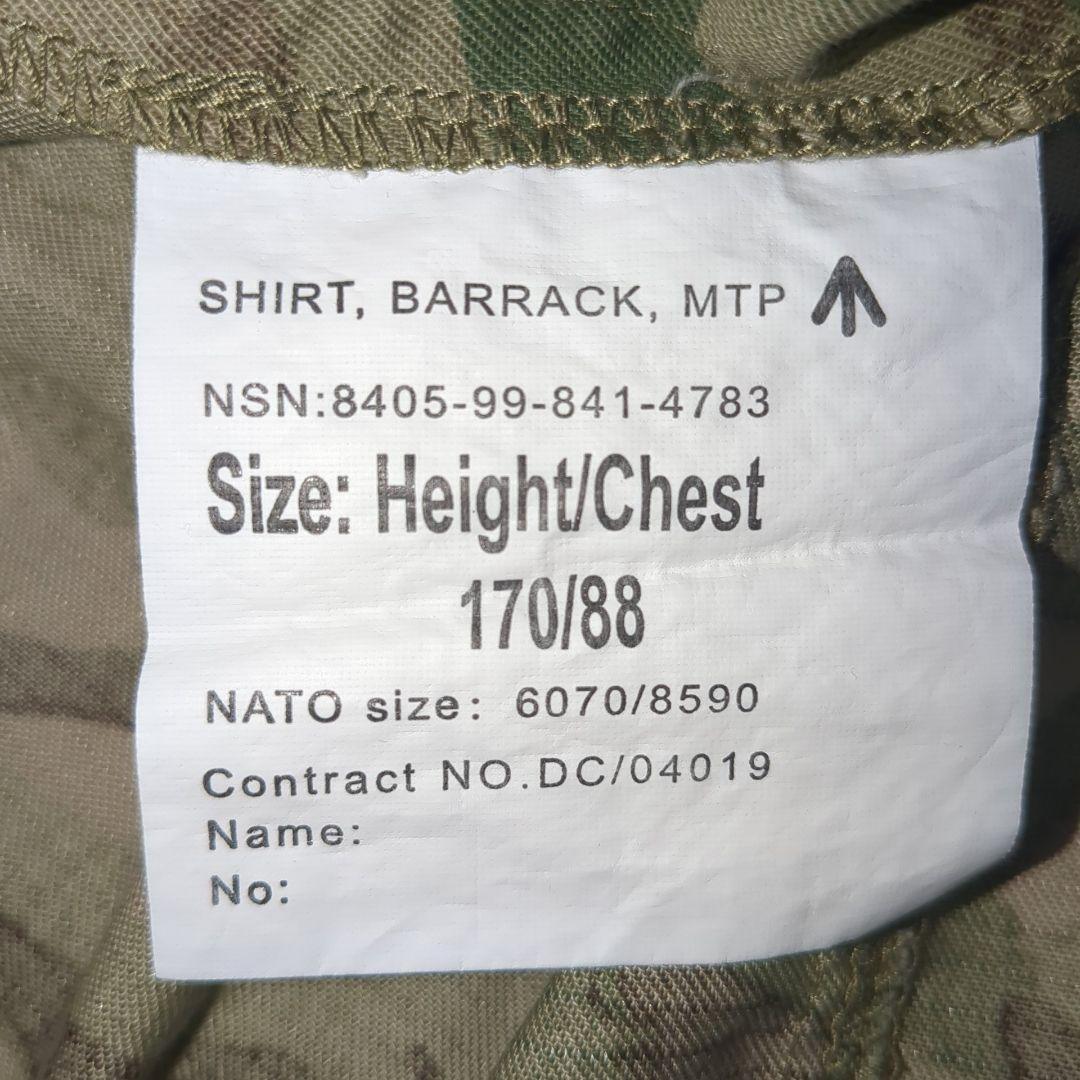 SHIRT, BARRACK, MTP
NSN:8405-99-841-4783
Size: Height/Chest
170/88
NATO size: 6070/8590
Contract NO.DC/04019
Name:
No: